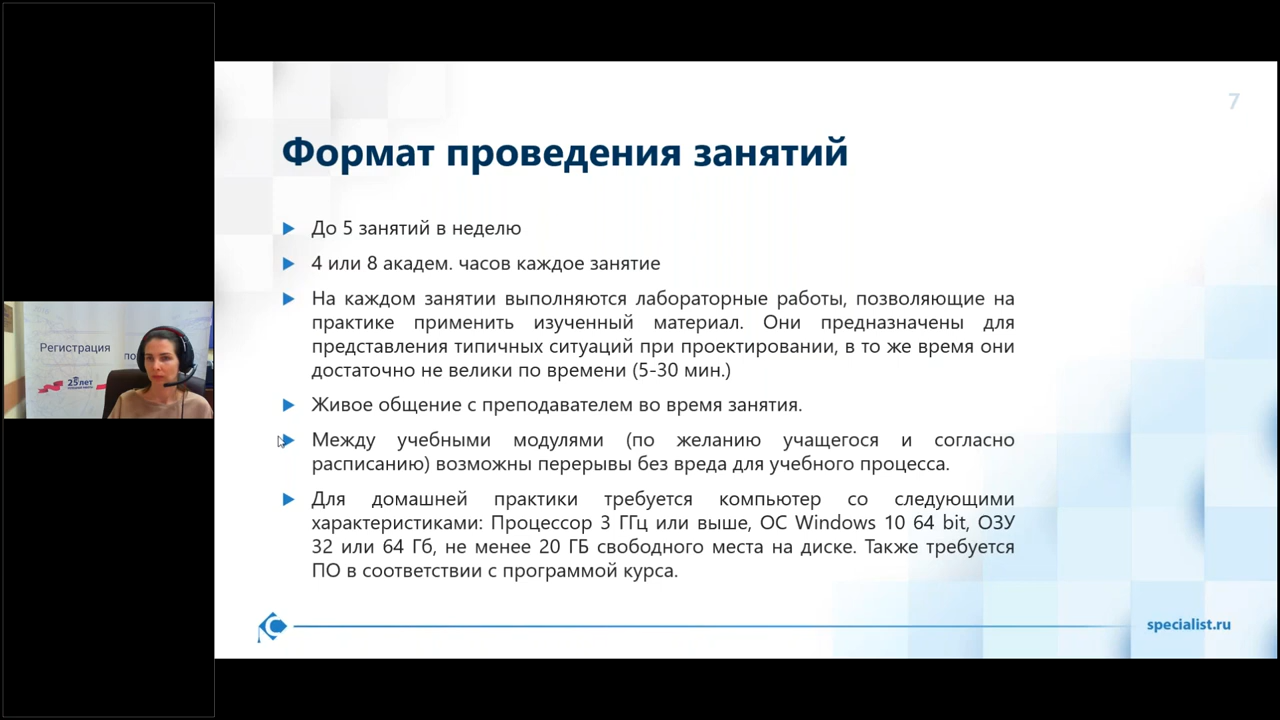 7
Формат проведения занятий
До 5 занятий в неделю
4 или 8 академ. часов каждое занятие
На каждом занятии выполняются лабораторные работы, позволяющие на
практике применить изученный материал. Они предназначены для
представления типичных ситуаций при проектировании, в то же время они
достаточно не велики по времени (5-30 мин.)
Живое общение с преподавателем во время занятия.
Между учебными модулями (по желанию учащегося и согласно
расписанию) возможны перерывы без вреда для учебного процесса.
Для домашней практики требуется компьютер со следующими
характеристиками: Процессор 3 ГГц или выше, ОС Windows 10 64 bit, ОЗУ
32 или 64 Гб, не менее 20 ГБ свободного места на диске. Также требуется
ПО в соответствии с программой курса.
specialist.ru
Регистрация
по
25 лет